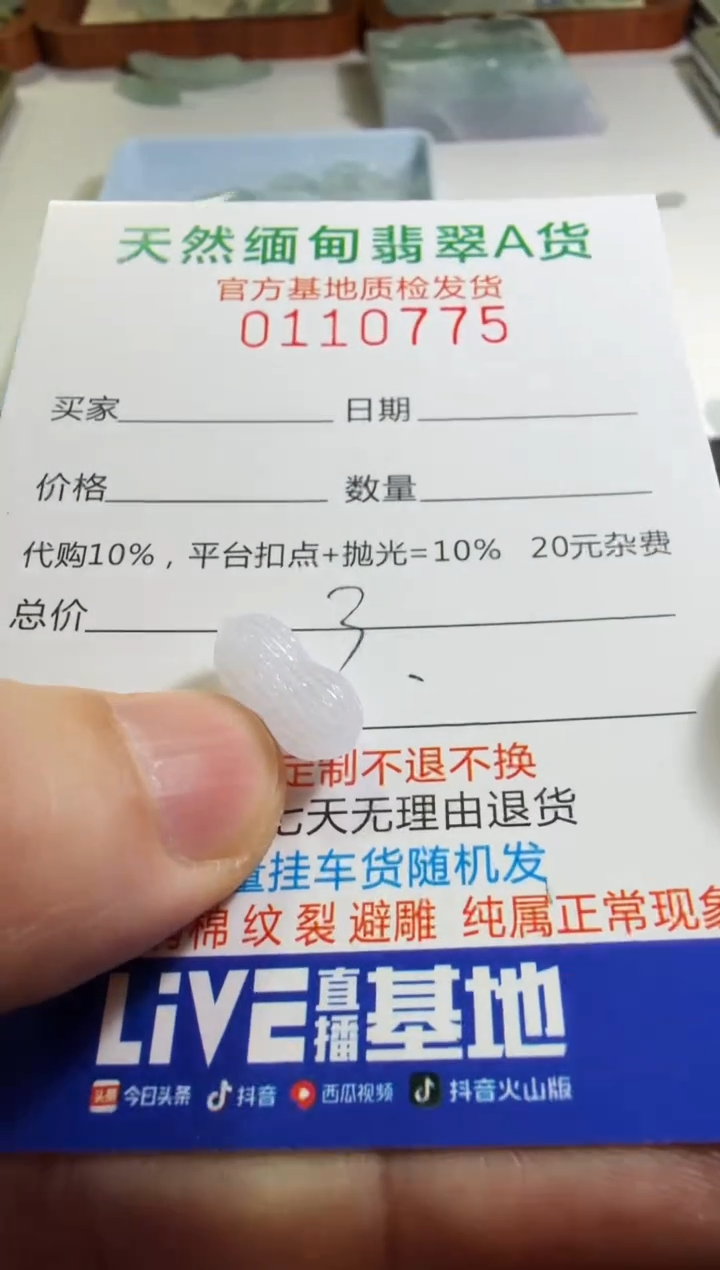 天然缅甸翡翠A货
官方基地质检发货
0110775
买家 日期
价格 数量
代购10%，平台扣点+抛光=10% 20元杂费
总价 3
定制不退不换
七天无理由退货
量挂车货随机发
棉 纹 裂 避雕 纯属正常现象
LiVE直播基地
头条 今日头条 抖音 西瓜视频 抖音火山版